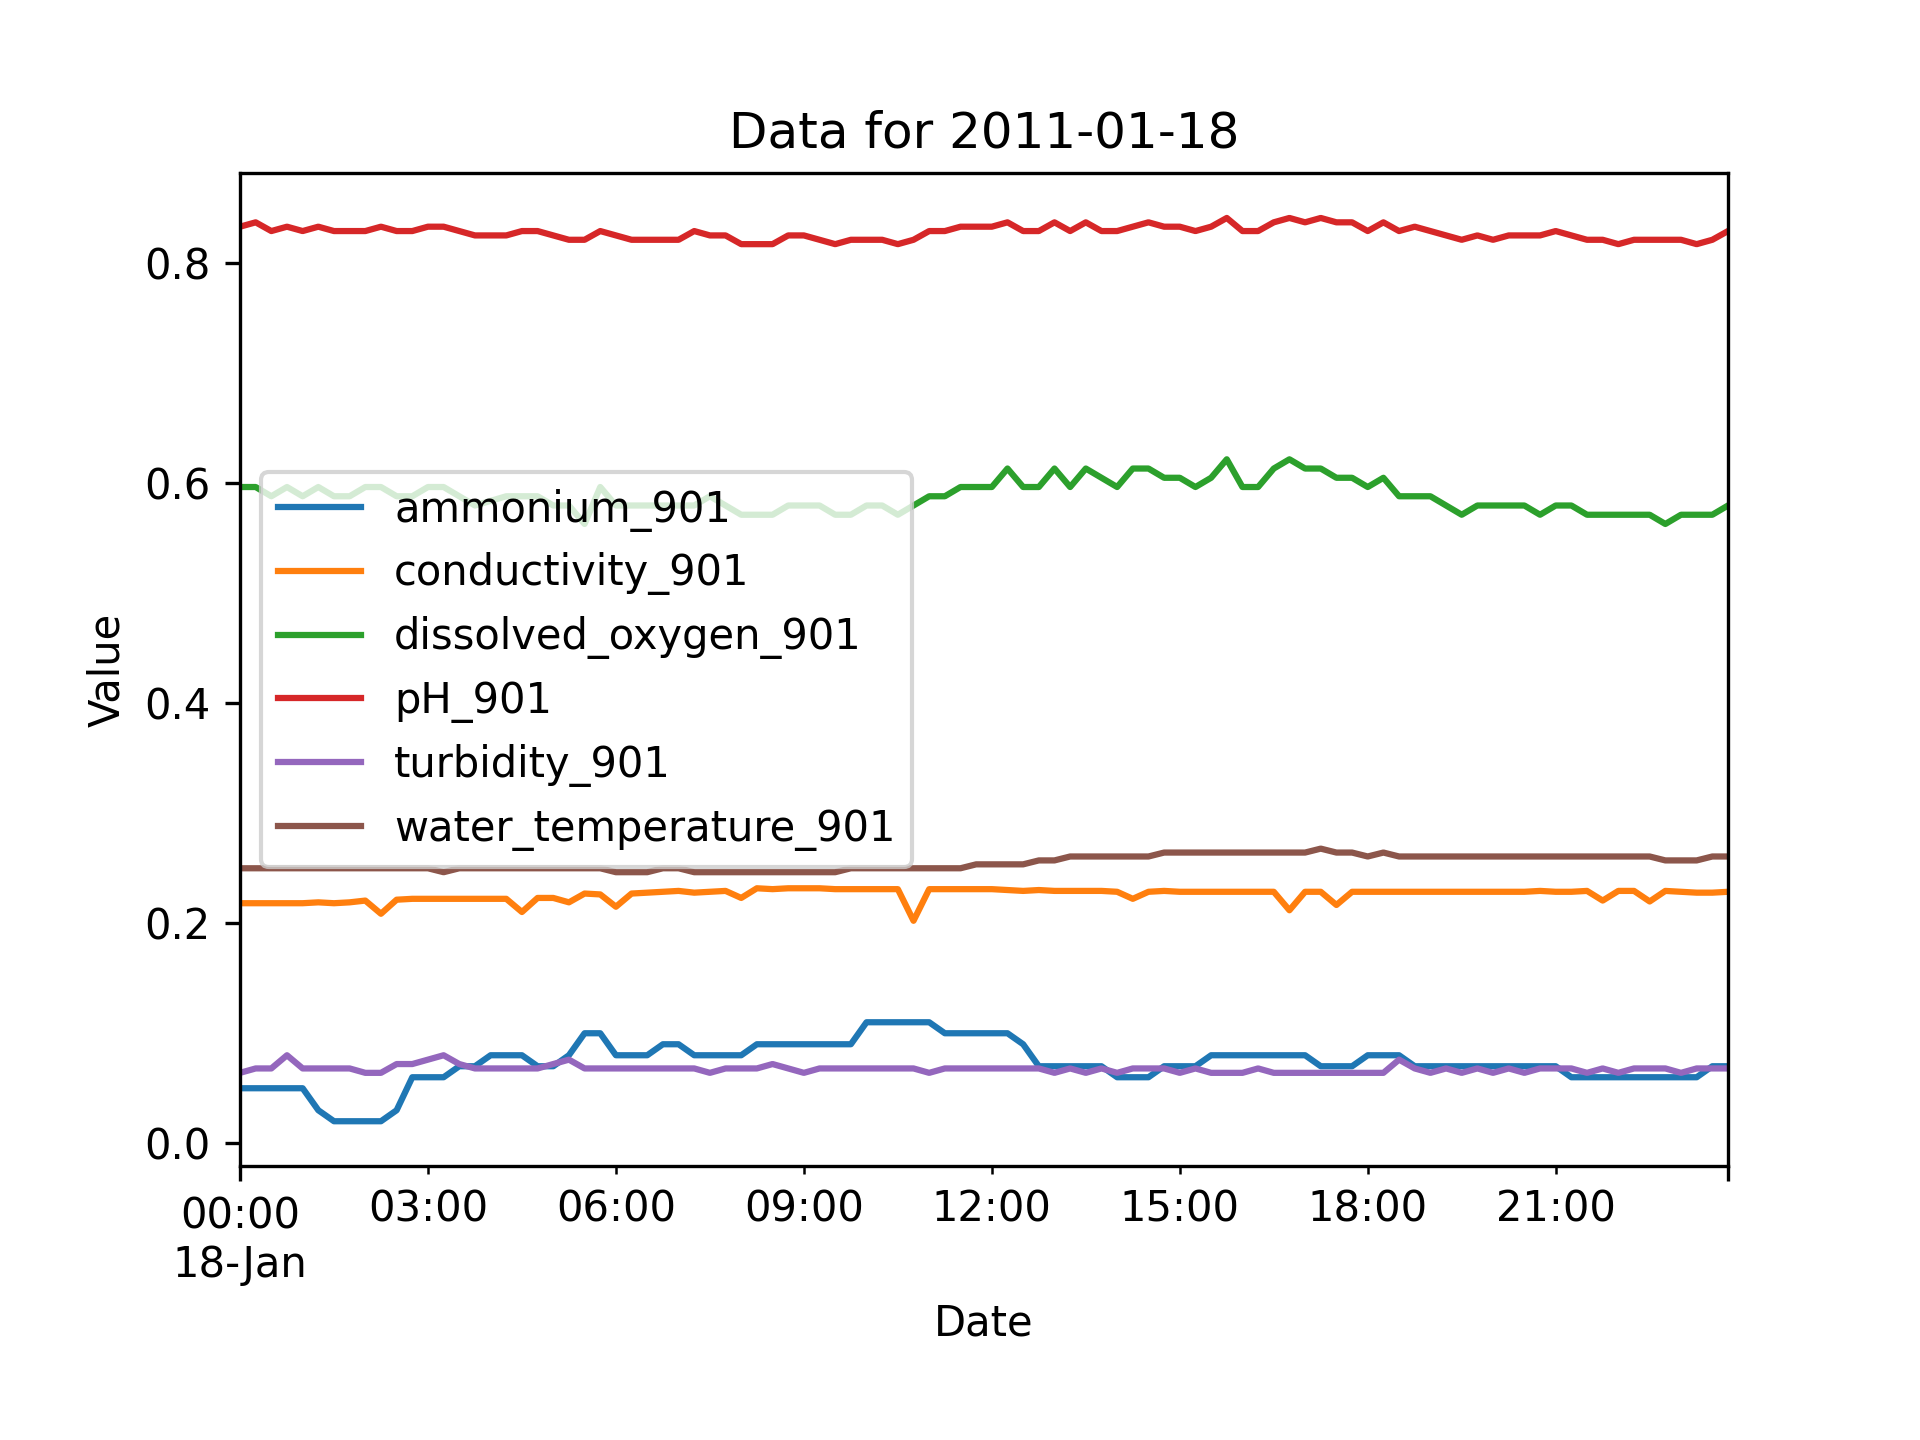 Data for 2011-01-18
Value
0.8
0.6
0.4
0.2
0.0
ammonium_901
conductivity_901
dissolved_oxygen_901
pH_901
turbidity_901
water_temperature_901
00:00 03:00 06:00 09:00 12:00 15:00 18:00 21:00
18-Jan
Date